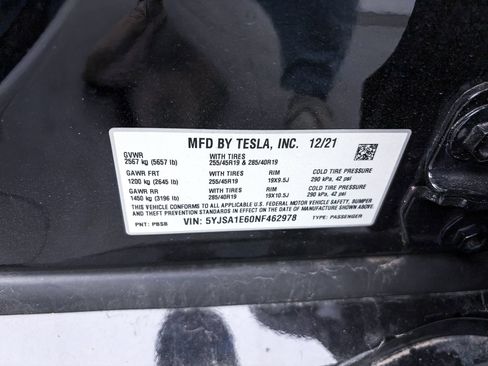 MFD BY TESLA, INC. 12/21
GVWR WITH TIRES
2567 kg (5657 lb) 255/45R19 & 285/40R19
GAWR FRT WITH TIRES RIM COLD TIRE PRESSURE
1200 kg (2645 lb) 255/45R19 19X9.5J 290 kPa, 42 psi
GAWR RR WITH TIRES RIM COLD TIRE PRESSURE
1450 kg (3196 lb) 285/40R19 19X10.5J 290 kPa, 42 psi
THIS VEHICLE CONFORMS TO ALL APPLICABLE U.S. FEDERAL MOTOR VEHICLE SAFETY, BUMPER
AND THEFT PREVENTION STANDARDS IN EFFECT ON THE DATE OF MANUFACTURE SHOWN ABOVE.
PNT: PBSB VIN: 5YJSA1E60NF462978 TYPE: PASSENGER